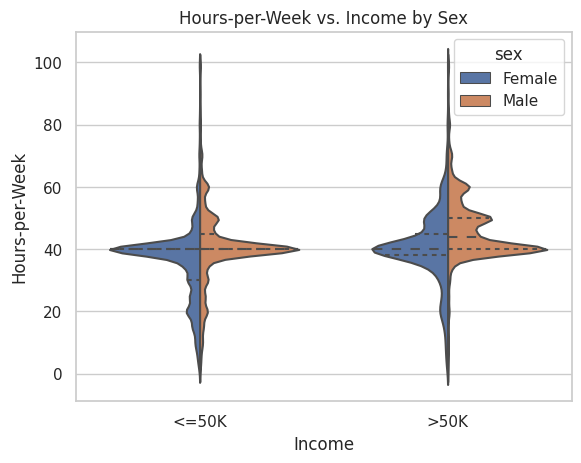 Hours-per-Week vs. Income by Sex
sex
Female
Male
Hours-per-Week
100
80
60
40
20
0
<=50K
>50K
Income